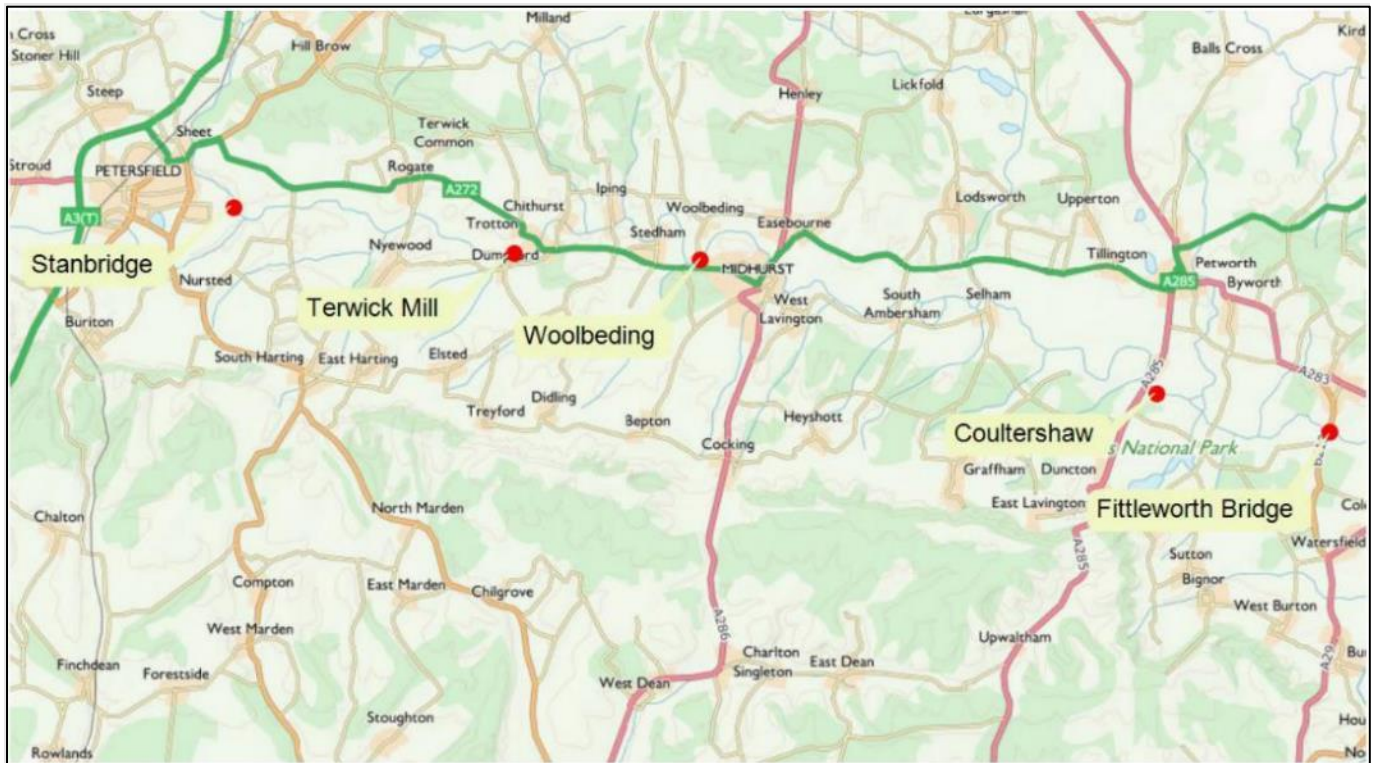 Cross
Stoner Hill
Hill Brow
Milland
Balls Cross
Steep
Lickfold
Henley
Sheet
Terwick
Common
Stroud
PETERSFIELD
Rogate
A272
Iping
Chithurst
Woolbeding
Easebourne
Lodsworth
Upperton
A3(T)
Trotton
Stedham
Nyewood
Tillington
Petworth
Stanbridge
MIDHURST
A285
Byworth
Nursted
Terwick Mill
West
Lavington
South
Ambersham
Selham
Buriton
Woolbeding
South Harting
East Harting
Elsted
A285
A283
Didling
Treyford
Bepton
Heyshott
Coultershaw
Cocking
National Park
Graffham
Duncton
East Lavington
Fittleworth Bridge
North Marden
Chalton
Watersfield
A285
Sutton
Bignor
Compton
East Marden
Chilgrove
West Burton
West Marden
A286
Upwaltham
Charlton
Singleton
East Dean
Finchdean
Forestside
West Dean
Stoughton
Rowlands